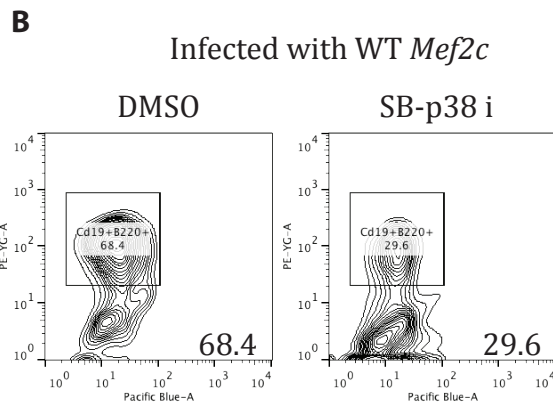 B
Infected with WT Mef2c
DMSO
SB-p38 i
10^4
10^3
10^2
10^1
10^0
PE-YG-A
Cd19+B220+
68.4
68.4
10^0 10^1 10^2 10^3 10^4
Pacific Blue-A
10^4
10^3
10^2
10^1
10^0
PE-YG-A
Cd19+B220+
29.6
29.6
10^0 10^1 10^2 10^3 10^4
Pacific Blue-A